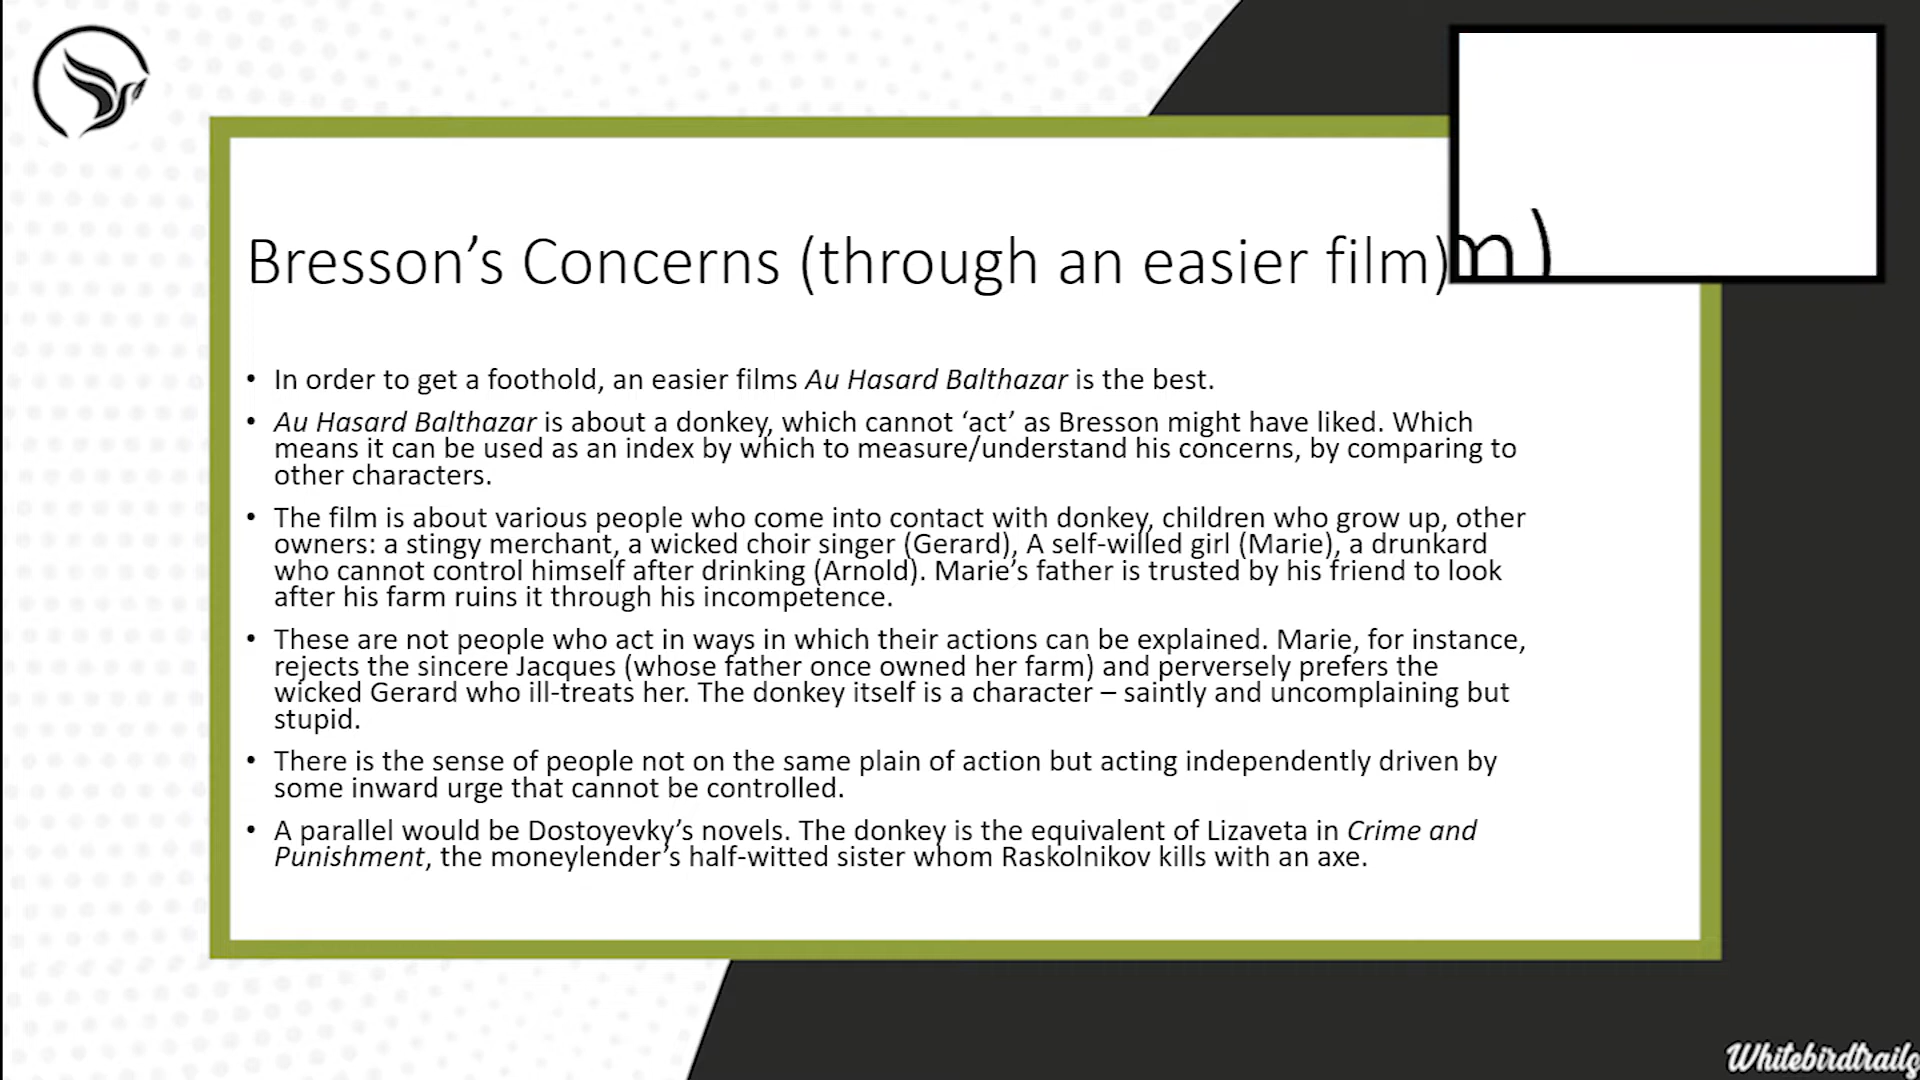 Bresson’s Concerns (through an easier film)
m)
• In order to get a foothold, an easier films Au Hasard Balthazar is the best.
• Au Hasard Balthazar is about a donkey, which cannot ‘act’ as Bresson might have liked. Which
means it can be used as an index by which to measure/understand his concerns, by comparing to
other characters.
• The film is about various people who come into contact with donkey, children who grow up, other
owners: a stingy merchant, a wicked choir singer (Gerard), A self-willed girl (Marie), a drunkard
who cannot control himself after drinking (Arnold). Marie’s father is trusted by his friend to look
after his farm ruins it through his incompetence.
• These are not people who act in ways in which their actions can be explained. Marie, for instance,
rejects the sincere Jacques (whose father once owned her farm) and perversely prefers the
wicked Gerard who ill-treats her. The donkey itself is a character – saintly and uncomplaining but
stupid.
• There is the sense of people not on the same plain of action but acting independently driven by
some inward urge that cannot be controlled.
• A parallel would be Dostoyevky’s novels. The donkey is the equivalent of Lizaveta in Crime and
Punishment, the moneylender’s half-witted sister whom Raskolnikov kills with an axe.
Whitebirdtrails